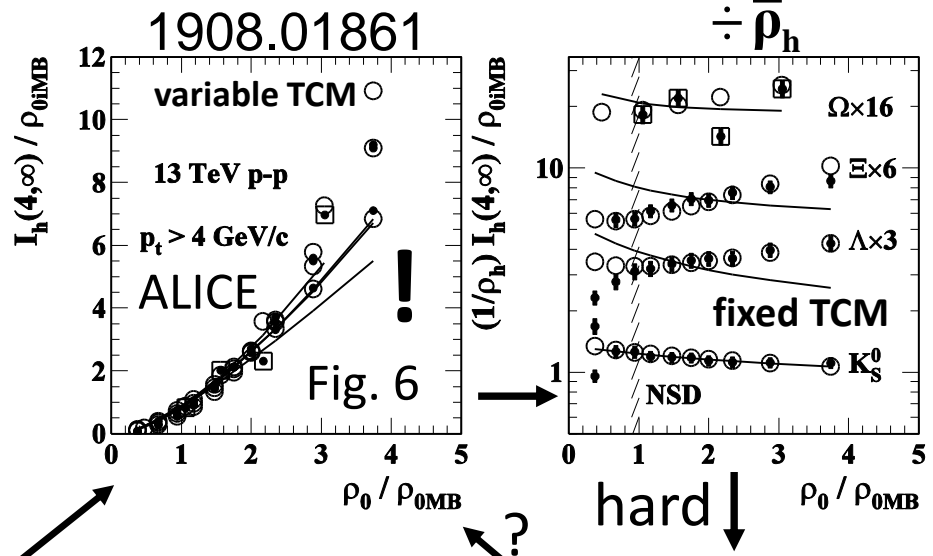 1908.01861
÷ ρ̄ₕ
Iₕ(4,∞) / ρ₀ᵢMB
12
10
8
6
4
2
0
variable TCM
13 TeV p-p
pₜ > 4 GeV/c
ALICE
!
Fig. 6
0 1 2 3 4 5
ρ₀ / ρ₀MB
(1/ρₕ) Iₕ(4,∞) / ρ₀ᵢMB
10
1
Ω×16
Ξ×6
Λ×3
fixed TCM
K⁰S
NSD
0 1 2 3 4 5
ρ₀ / ρ₀MB
hard
?